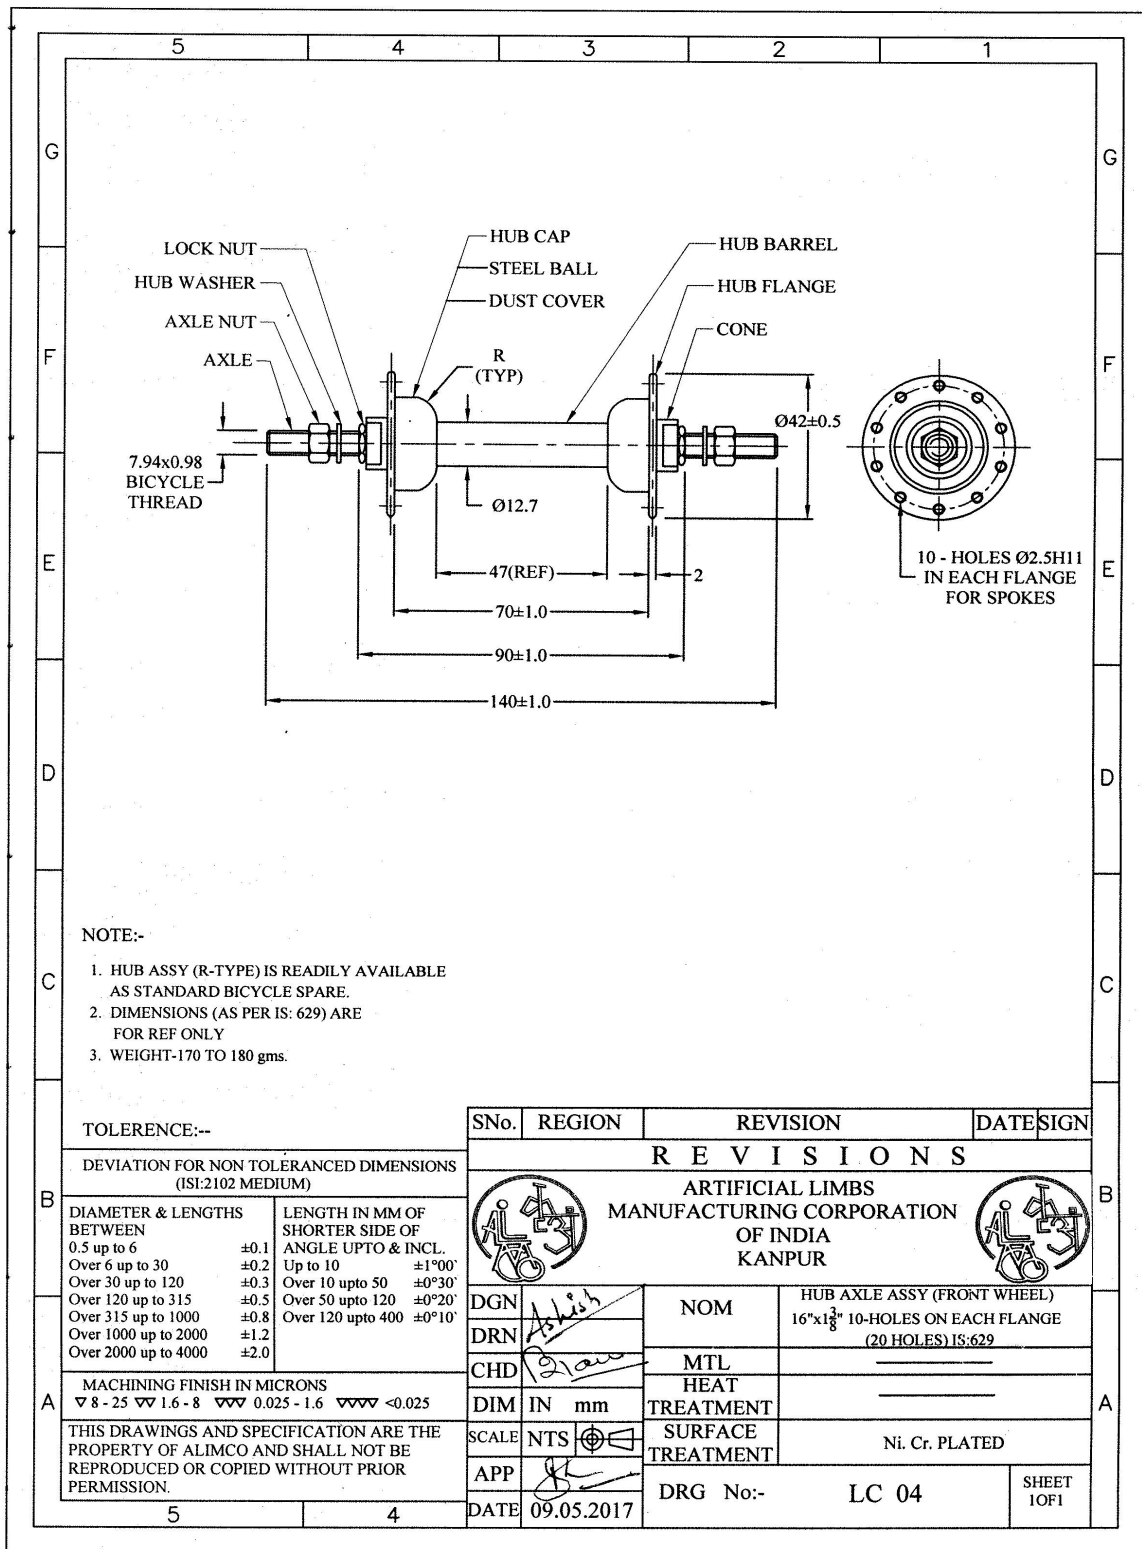 5 4 3 2 1
G G
LOCK NUT
HUB WASHER
AXLE NUT
AXLE
HUB CAP
STEEL BALL
DUST COVER
HUB BARREL
HUB FLANGE
CONE
F F
R
(TYP)
Ø42±0.5
7.94x0.98
BICYCLE
THREAD
Ø12.7
47(REF)
2
70±1.0
90±1.0
140±1.0
10 - HOLES Ø2.5H11
IN EACH FLANGE
FOR SPOKES
E E
D D
C C
NOTE:-
1. HUB ASSY (R-TYPE) IS READILY AVAILABLE
AS STANDARD BICYCLE SPARE.
2. DIMENSIONS (AS PER IS: 629) ARE
FOR REF ONLY
3. WEIGHT-170 TO 180 gms.
TOLERENCE:--
DEVIATION FOR NON TOLERANCED DIMENSIONS
(ISI:2102 MEDIUM)
B B
DIAMETER & LENGTHS
BETWEEN
0.5 up to 6 ±0.1
Over 6 up to 30 ±0.2
Over 30 up to 120 ±0.3
Over 120 up to 315 ±0.5
Over 315 up to 1000 ±0.8
Over 1000 up to 2000 ±1.2
Over 2000 up to 4000 ±2.0
LENGTH IN MM OF
SHORTER SIDE OF
ANGLE UPTO & INCL.
Up to 10 ±1°00`
Over 10 upto 50 ±0°30`
Over 50 upto 120 ±0°20`
Over 120 upto 400 ±0°10`
A A
MACHINING FINISH IN MICRONS
▽ 8 - 25 ▽▽ 1.6 - 8 ▽▽▽ 0.025 - 1.6 ▽▽▽▽ <0.025
THIS DRAWINGS AND SPECIFICATION ARE THE
PROPERTY OF ALIMCO AND SHALL NOT BE
REPRODUCED OR COPIED WITHOUT PRIOR
PERMISSION.
5 4
SNo. REGION REVISION DATE SIGN
REVISIONS
ARTIFICIAL LIMBS
MANUFACTURING CORPORATION
OF INDIA
KANPUR
DGN Ashish
DRN
CHD
DIM IN mm
SCALE NTS
APP
DATE 09.05.2017
NOM
HUB AXLE ASSY (FRONT WHEEL)
16"x1 3/8" 10-HOLES ON EACH FLANGE
(20 HOLES) IS:629
MTL
HEAT
TREATMENT
SURFACE
TREATMENT
Ni. Cr. PLATED
DRG No:- LC 04
SHEET
1OF1